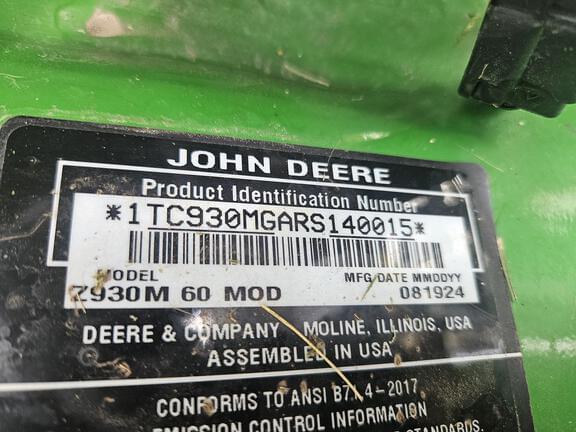 JOHN DEERE
Product Identification Number
*1TC930MGARS140015*
MODEL MFG DATE MMDDYY
Z930M 60 MOD 081924
DEERE & COMPANY MOLINE, ILLINOIS, USA
ASSEMBLED IN USA
CONFORMS TO ANSI B71.4-2017
EMISSION CONTROL INFORMATION
STANDARDS.